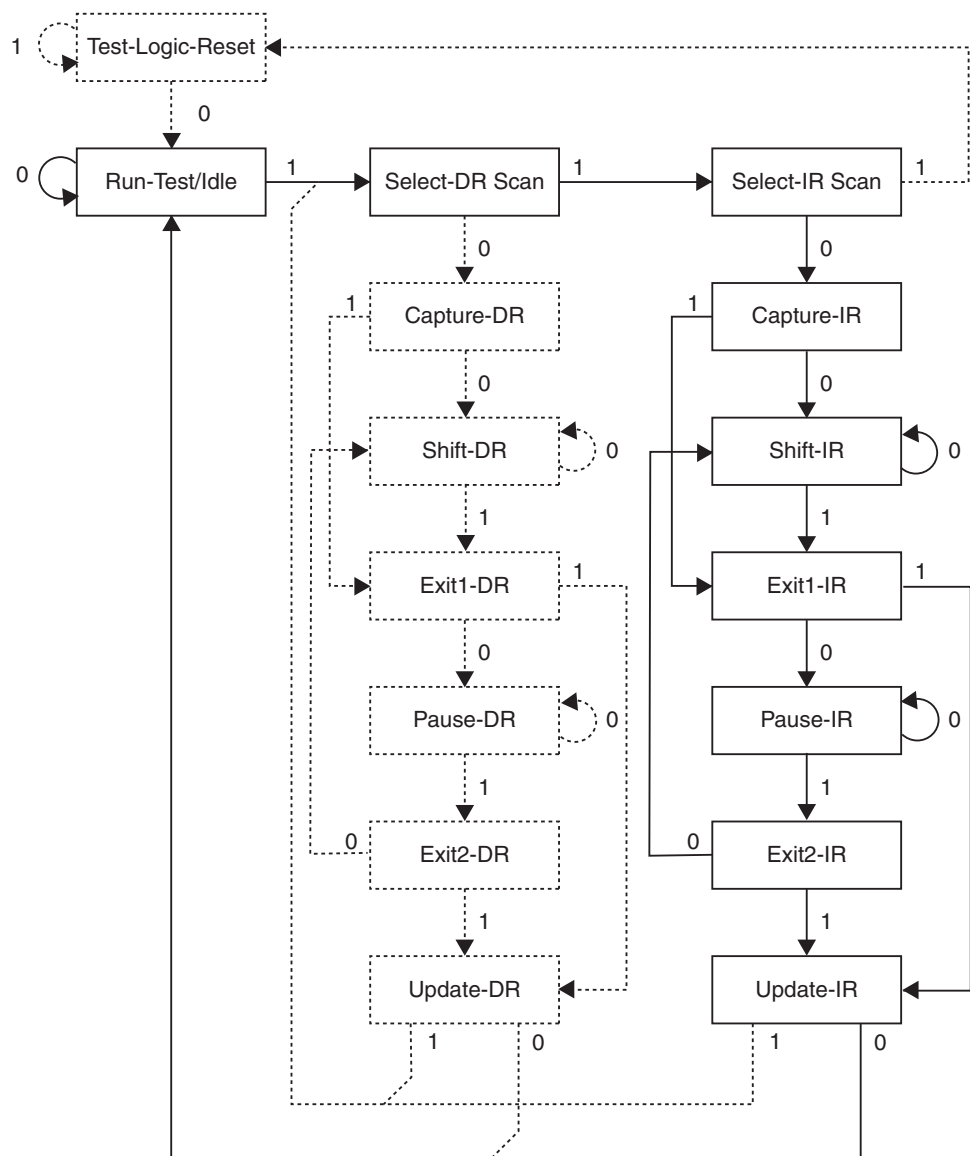 1
Test-Logic-Reset
0
0
Run-Test/Idle
1
Select-DR Scan
1
Select-IR Scan
1
0
0
1
Capture-DR
1
Capture-IR
0
0
Shift-DR
0
Shift-IR
0
1
1
Exit1-DR
1
Exit1-IR
1
0
0
Pause-DR
0
Pause-IR
0
1
1
0
Exit2-DR
0
Exit2-IR
1
1
Update-DR
Update-IR
1
0
1
0